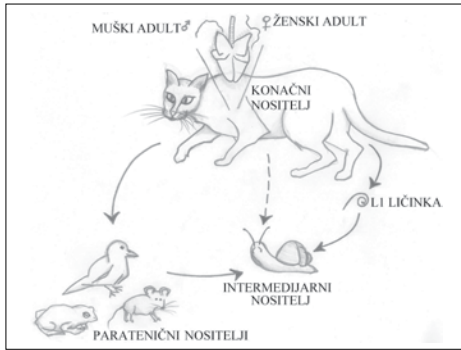 MUŠKI ADULT♂
♀ŽENSKI ADULT
KONAČNI
NOSITELJ
L1 LIČINKA
INTERMEDIJARNI
NOSITELJ
PARATENIČNI NOSITELJI